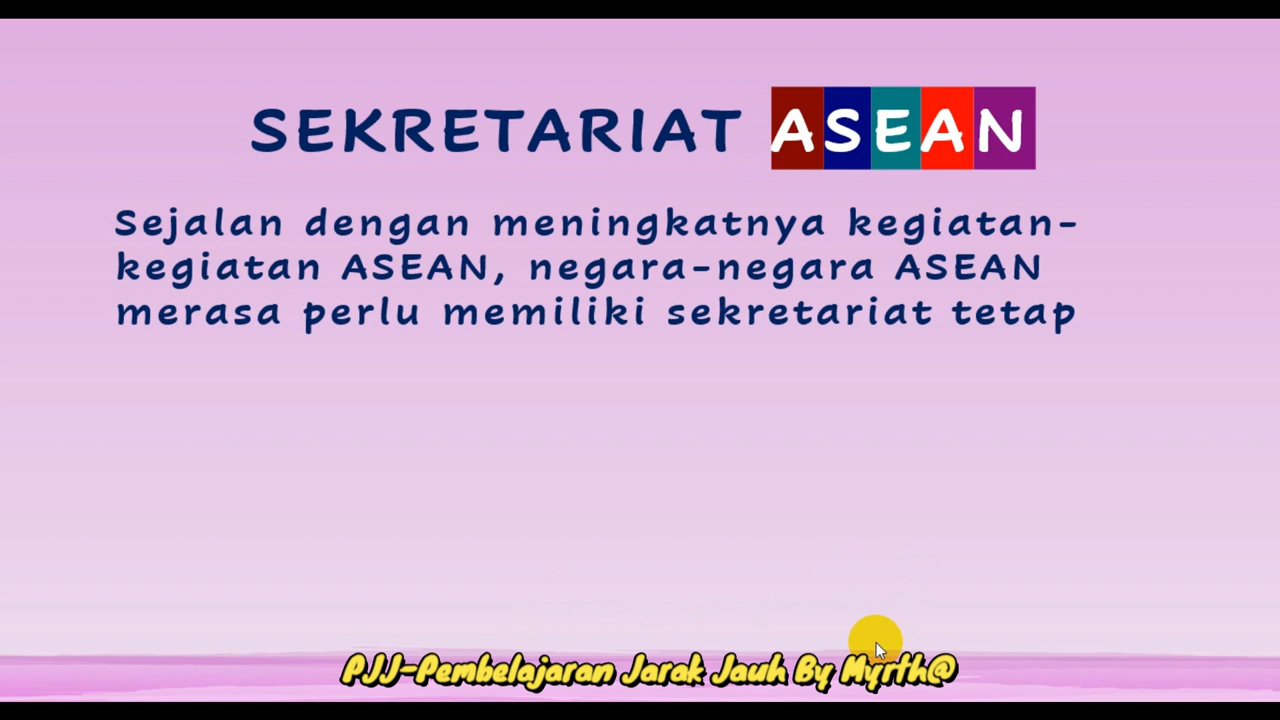 SEKRETARIAT ASEAN
Sejalan dengan meningkatnya kegiatan-
kegiatan ASEAN, negara-negara ASEAN
merasa perlu memiliki sekretariat tetap
PJJ-Pembelajaran Jarak Jauh By Myrth@